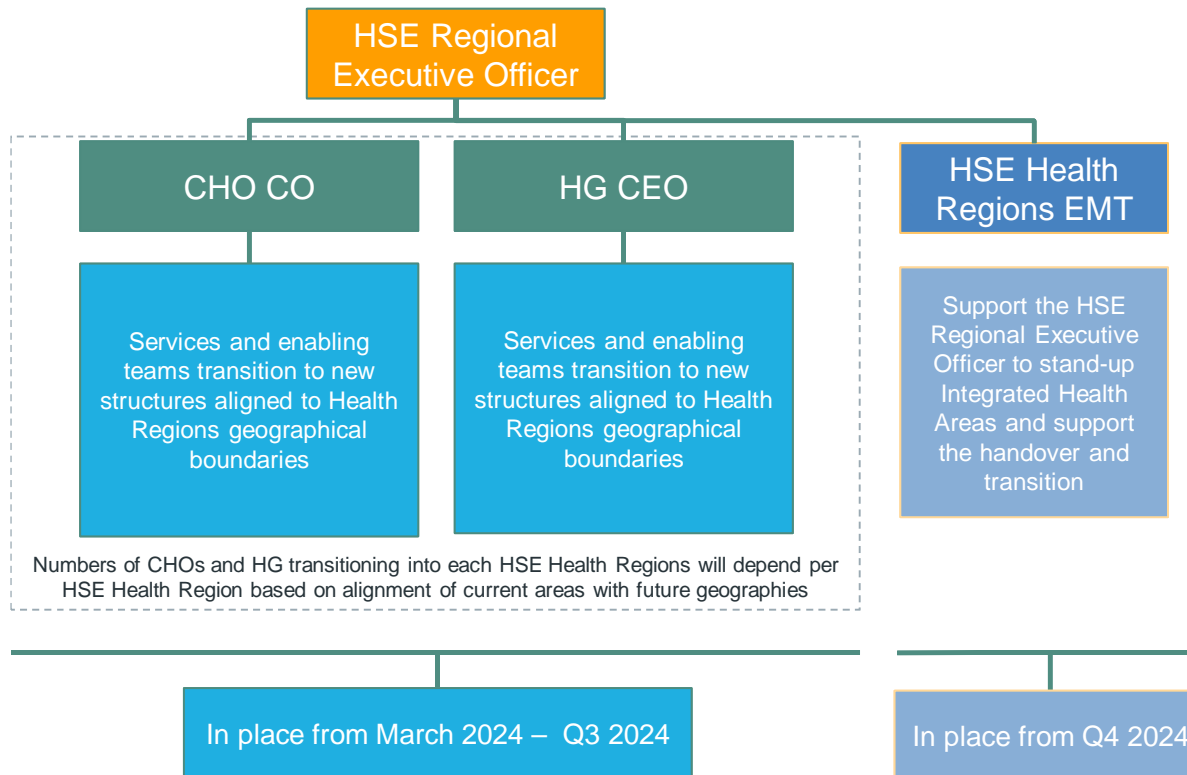 HSE Regional
Executive Officer
CHO CO
HG CEO
HSE Health
Regions EMT
Services and enabling
teams transition to new
structures aligned to Health
Regions geographical
boundaries
Services and enabling
teams transition to new
structures aligned to Health
Regions geographical
boundaries
Support the HSE
Regional Executive
Officer to stand-up
Integrated Health
Areas and support
the handover and
transition
Numbers of CHOs and HG transitioning into each HSE Health Regions will depend per
HSE Health Region based on alignment of current areas with future geographies
In place from March 2024 – Q3 2024
In place from Q4 2024